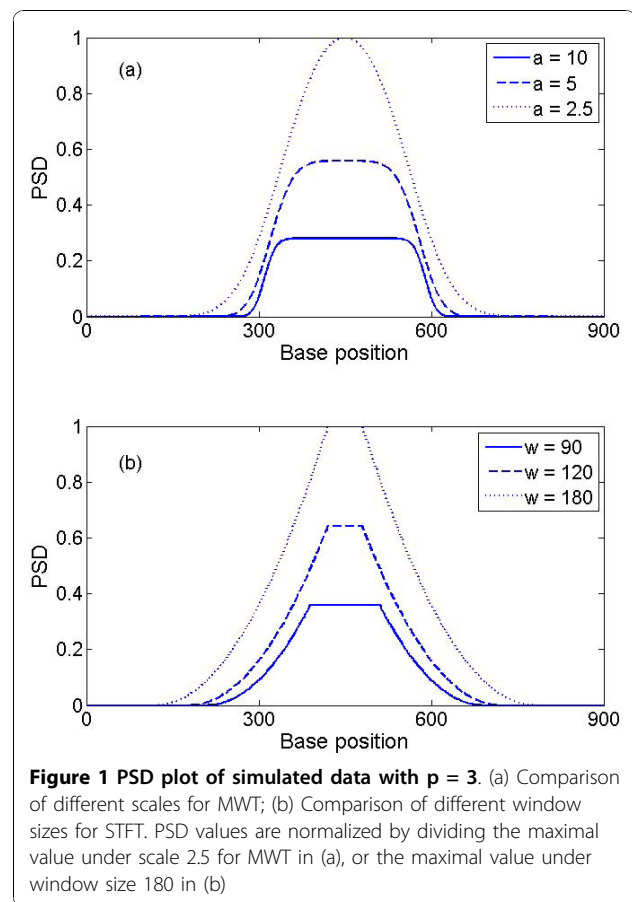 1
(a)
a = 10
a = 5
a = 2.5
0.8
0.6
PSD
0.4
0.2
0
0 300 600 900
Base position
1
(b)
w = 90
w = 120
w = 180
0.8
0.6
PSD
0.4
0.2
0
0 300 600 900
Base position
Figure 1 PSD plot of simulated data with p = 3. (a) Comparison
of different scales for MWT; (b) Comparison of different window
sizes for STFT. PSD values are normalized by dividing the maximal
value under scale 2.5 for MWT in (a), or the maximal value under
window size 180 in (b)